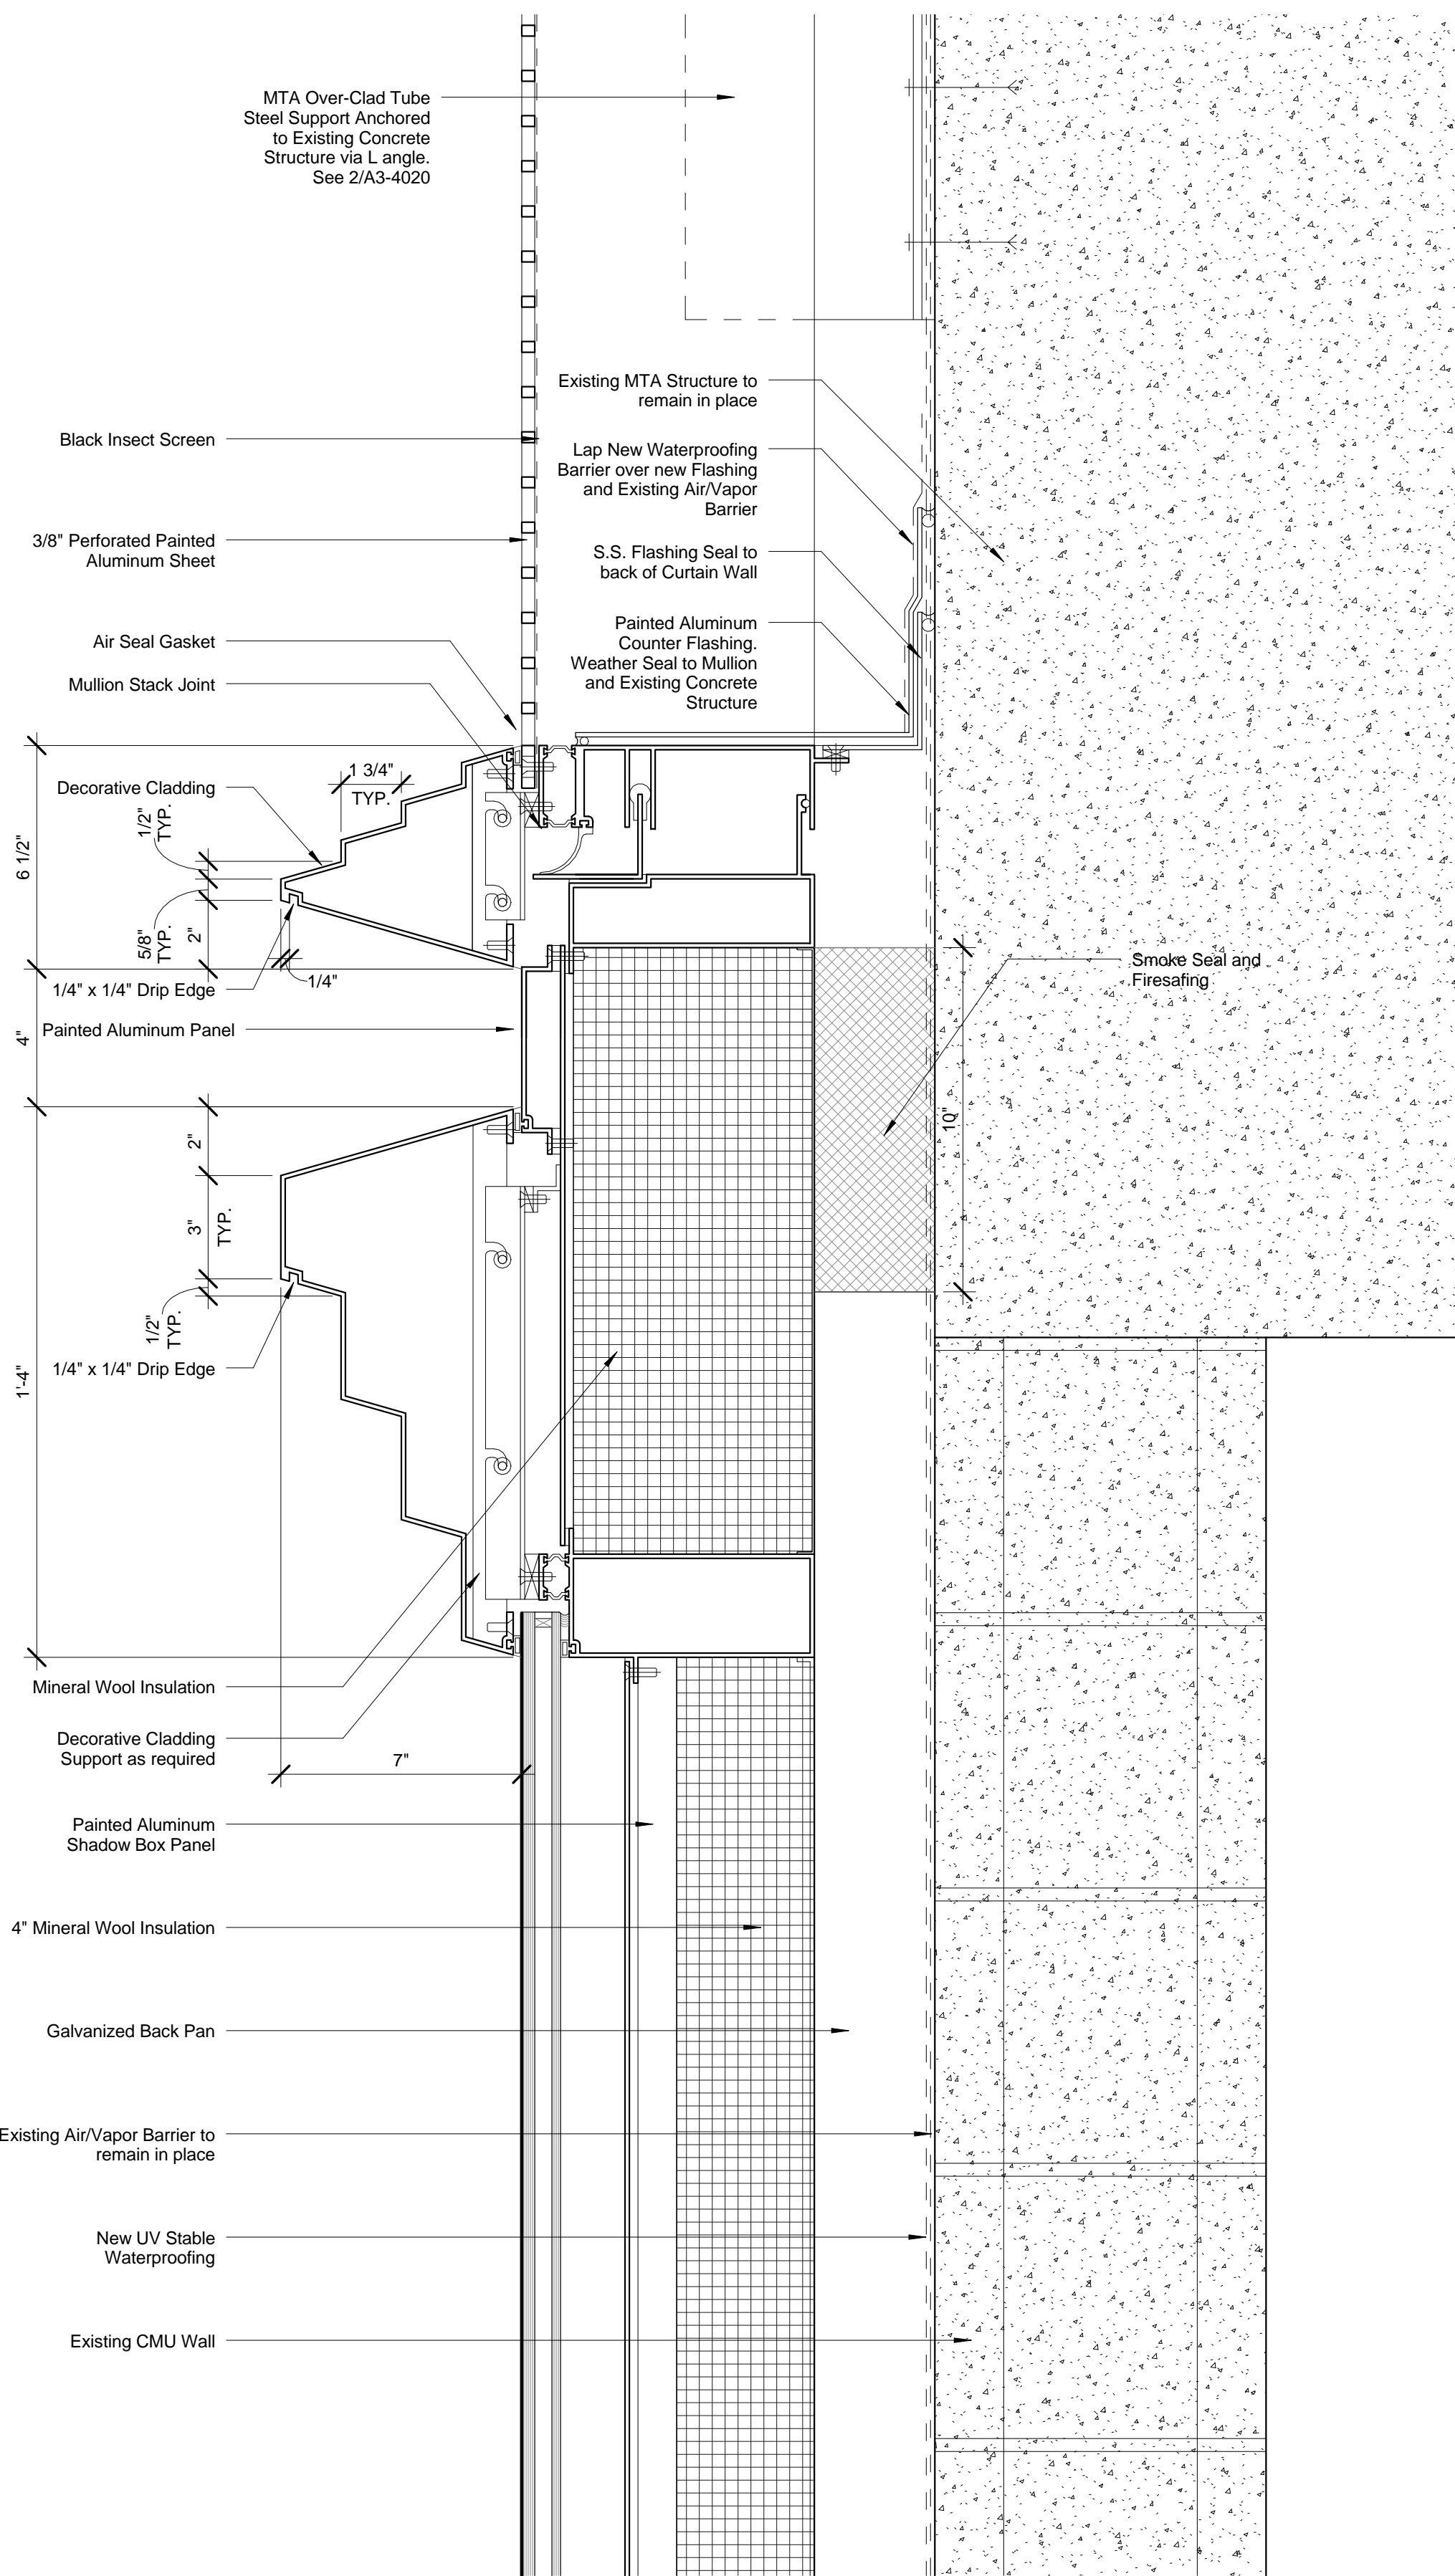 MTA Over-Clad Tube
Steel Support Anchored
to Existing Concrete
Structure via L angle.
See 2/A3-4020
Existing MTA Structure to
remain in place
Black Insect Screen
Lap New Waterproofing
Barrier over new Flashing
and Existing Air/Vapor
Barrier
3/8" Perforated Painted
Aluminum Sheet
S.S. Flashing Seal to
back of Curtain Wall
Air Seal Gasket
Painted Aluminum
Counter Flashing.
Weather Seal to Mullion
and Existing Concrete
Structure
Mullion Stack Joint
1 3/4"
TYP.
Decorative Cladding
1/2"
TYP.
6 1/2"
5/8"
TYP.
2"
1/4"
1/4" x 1/4" Drip Edge
Smoke Seal and
Firesafing
4"
Painted Aluminum Panel
10"
2"
3"
TYP.
1/2"
TYP.
1/4" x 1/4" Drip Edge
1'-4"
Mineral Wool Insulation
Decorative Cladding
Support as required
7"
Painted Aluminum
Shadow Box Panel
4" Mineral Wool Insulation
Galvanized Back Pan
Existing Air/Vapor Barrier to
remain in place
New UV Stable
Waterproofing
Existing CMU Wall